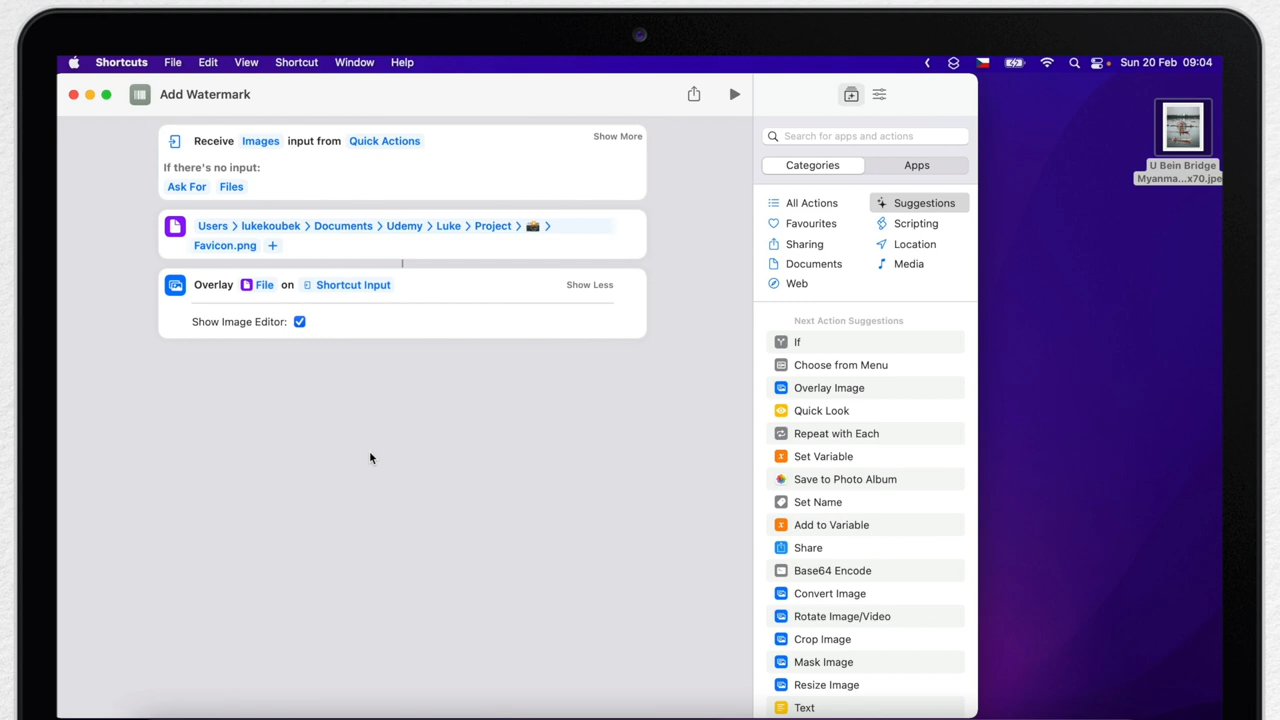 Shortcuts File Edit View Shortcut Window Help
Sun 20 Feb 09:04
Add Watermark
Receive Images input from Quick Actions
Show More
If there's no input:
Ask For Files
Users > lukekoubek > Documents > Udemy > Luke > Project > 📸 >
Favicon.png +
Overlay File on Shortcut Input
Show Less
Show Image Editor:
Search for apps and actions
Categories
Apps
All Actions
Suggestions
Favourites
Scripting
Sharing
Location
Documents
Media
Web
Next Action Suggestions
If
Choose from Menu
Overlay Image
Quick Look
Repeat with Each
Set Variable
Save to Photo Album
Set Name
Add to Variable
Share
Base64 Encode
Convert Image
Rotate Image/Video
Crop Image
Mask Image
Resize Image
Text
U Bein Bridge
Myanma...x70.jpe